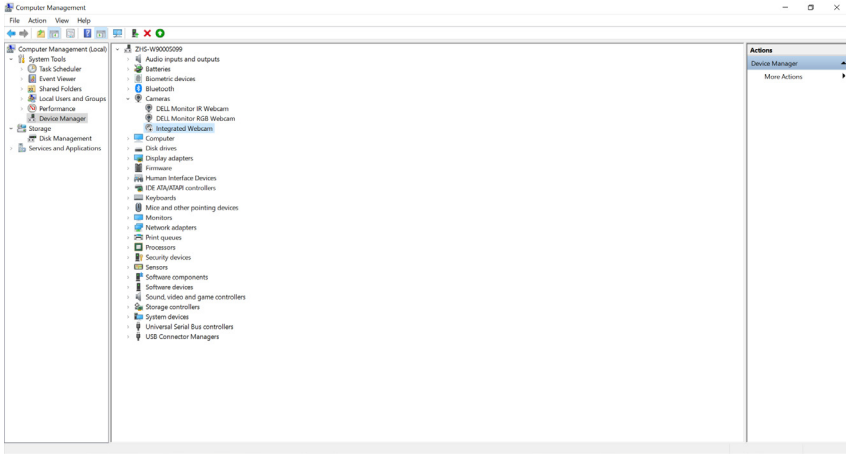 Computer Management
File Action View Help
Computer Management (Local)
System Tools
Task Scheduler
Event Viewer
Shared Folders
Local Users and Groups
Performance
Device Manager
Storage
Disk Management
Services and Applications
ZHS-W90005099
Audio inputs and outputs
Batteries
Biometric devices
Bluetooth
Cameras
DELL Monitor IR Webcam
DELL Monitor RGB Webcam
Integrated Webcam
Computer
Disk drives
Display adapters
Firmware
Human Interface Devices
IDE ATA/ATAPI controllers
Keyboards
Mice and other pointing devices
Monitors
Network adapters
Print queues
Processors
Security devices
Sensors
Software components
Software devices
Sound, video and game controllers
Storage controllers
System devices
Universal Serial Bus controllers
USB Connector Managers
Actions
Device Manager
More Actions